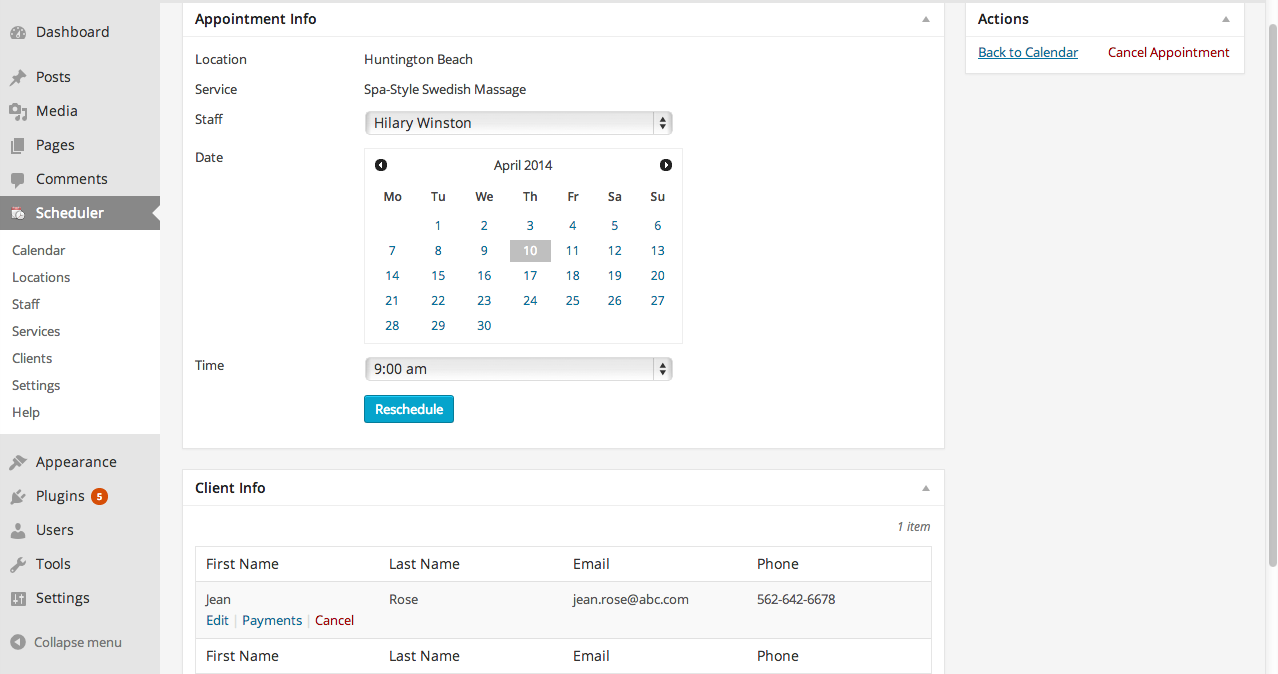 Dashboard
Posts
Media
Pages
Comments
Scheduler
Calendar
Locations
Staff
Services
Clients
Settings
Help
Appearance
Plugins 5
Users
Tools
Settings
Collapse menu
Appointment Info
Location Huntington Beach
Service Spa-Style Swedish Massage
Staff Hilary Winston
Date
April 2014
Mo Tu We Th Fr Sa Su
1 2 3 4 5 6
7 8 9 10 11 12 13
14 15 16 17 18 19 20
21 22 23 24 25 26 27
28 29 30
Time 9:00 am
Reschedule
Client Info
1 item
First Name Last Name Email Phone
Jean Rose jean.rose@abc.com 562-642-6678
Edit | Payments | Cancel
First Name Last Name Email Phone
Actions
Back to Calendar Cancel Appointment